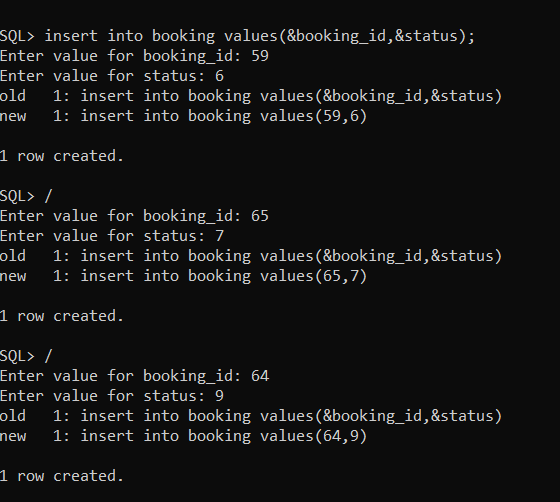 SQL> insert into booking values(&booking_id,&status);
Enter value for booking_id: 59
Enter value for status: 6
old   1: insert into booking values(&booking_id,&status)
new   1: insert into booking values(59,6)
1 row created.
SQL> /
Enter value for booking_id: 65
Enter value for status: 7
old   1: insert into booking values(&booking_id,&status)
new   1: insert into booking values(65,7)
1 row created.
SQL> /
Enter value for booking_id: 64
Enter value for status: 9
old   1: insert into booking values(&booking_id,&status)
new   1: insert into booking values(64,9)
1 row created.